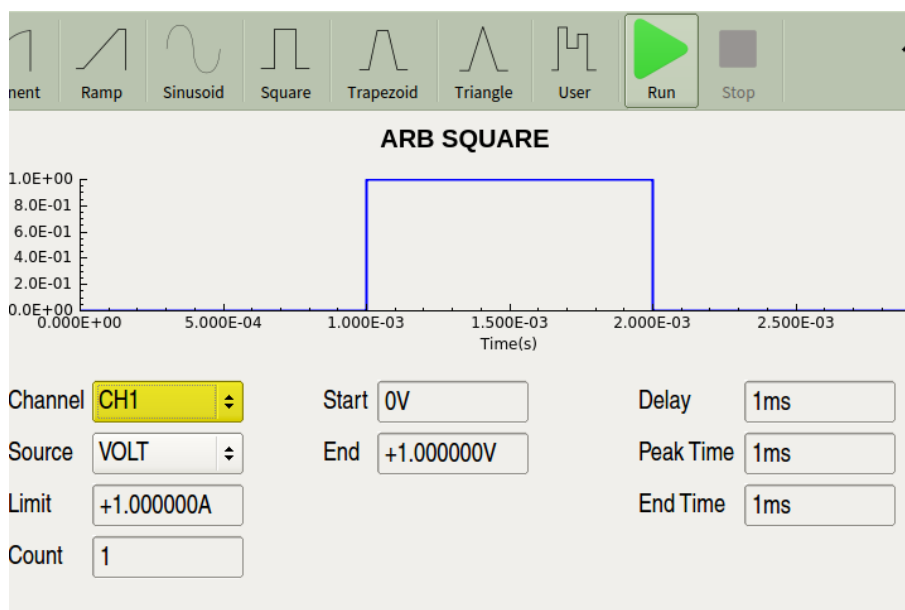 nent Ramp Sinusoid Square Trapezoid Triangle User Run Stop
ARB SQUARE
1.0E+00
8.0E-01
6.0E-01
4.0E-01
2.0E-01
0.0E+00
0.000E+00 5.000E-04 1.000E-03 1.500E-03 2.000E-03 2.500E-03
Time(s)
Channel CH1 Start 0V Delay 1ms
Source VOLT End +1.000000V Peak Time 1ms
Limit +1.000000A End Time 1ms
Count 1